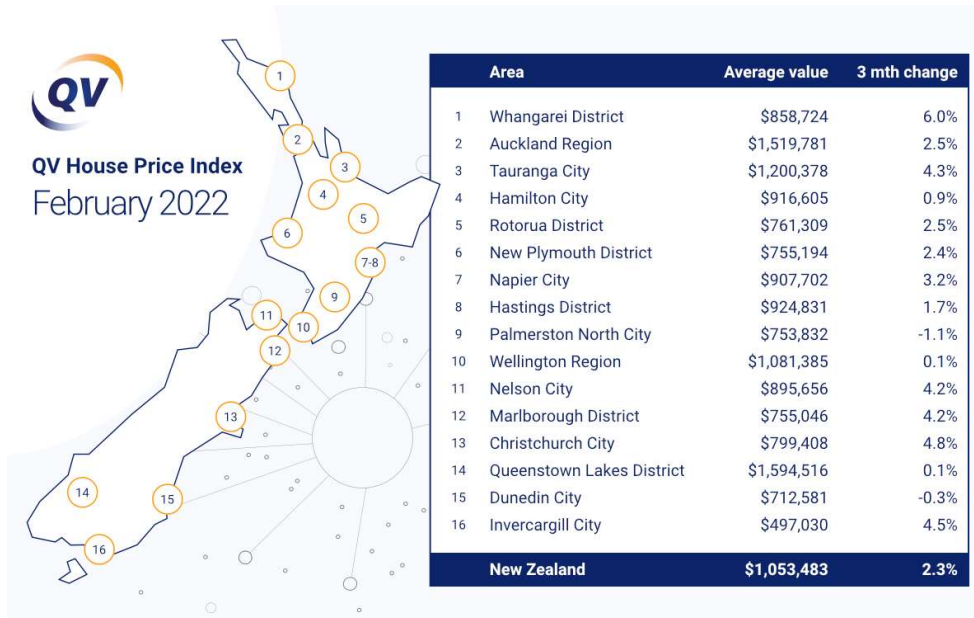 QV
QV House Price Index
February 2022
1
2
3
4
5
6
7-8
9
10
11
12
13
14
15
16
Area Average value 3 mth change
1 Whangarei District $858,724 6.0%
2 Auckland Region $1,519,781 2.5%
3 Tauranga City $1,200,378 4.3%
4 Hamilton City $916,605 0.9%
5 Rotorua District $761,309 2.5%
6 New Plymouth District $755,194 2.4%
7 Napier City $907,702 3.2%
8 Hastings District $924,831 1.7%
9 Palmerston North City $753,832 -1.1%
10 Wellington Region $1,081,385 0.1%
11 Nelson City $895,656 4.2%
12 Marlborough District $755,046 4.2%
13 Christchurch City $799,408 4.8%
14 Queenstown Lakes District $1,594,516 0.1%
15 Dunedin City $712,581 -0.3%
16 Invercargill City $497,030 4.5%
New Zealand $1,053,483 2.3%